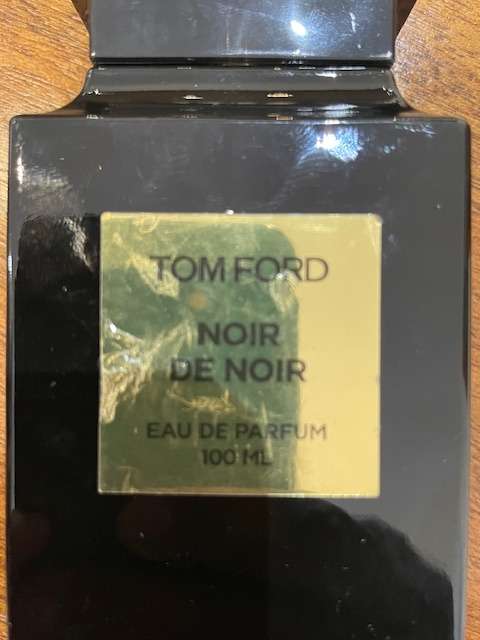 TOM FORD
NOIR
DE NOIR
EAU DE PARFUM
100 ML